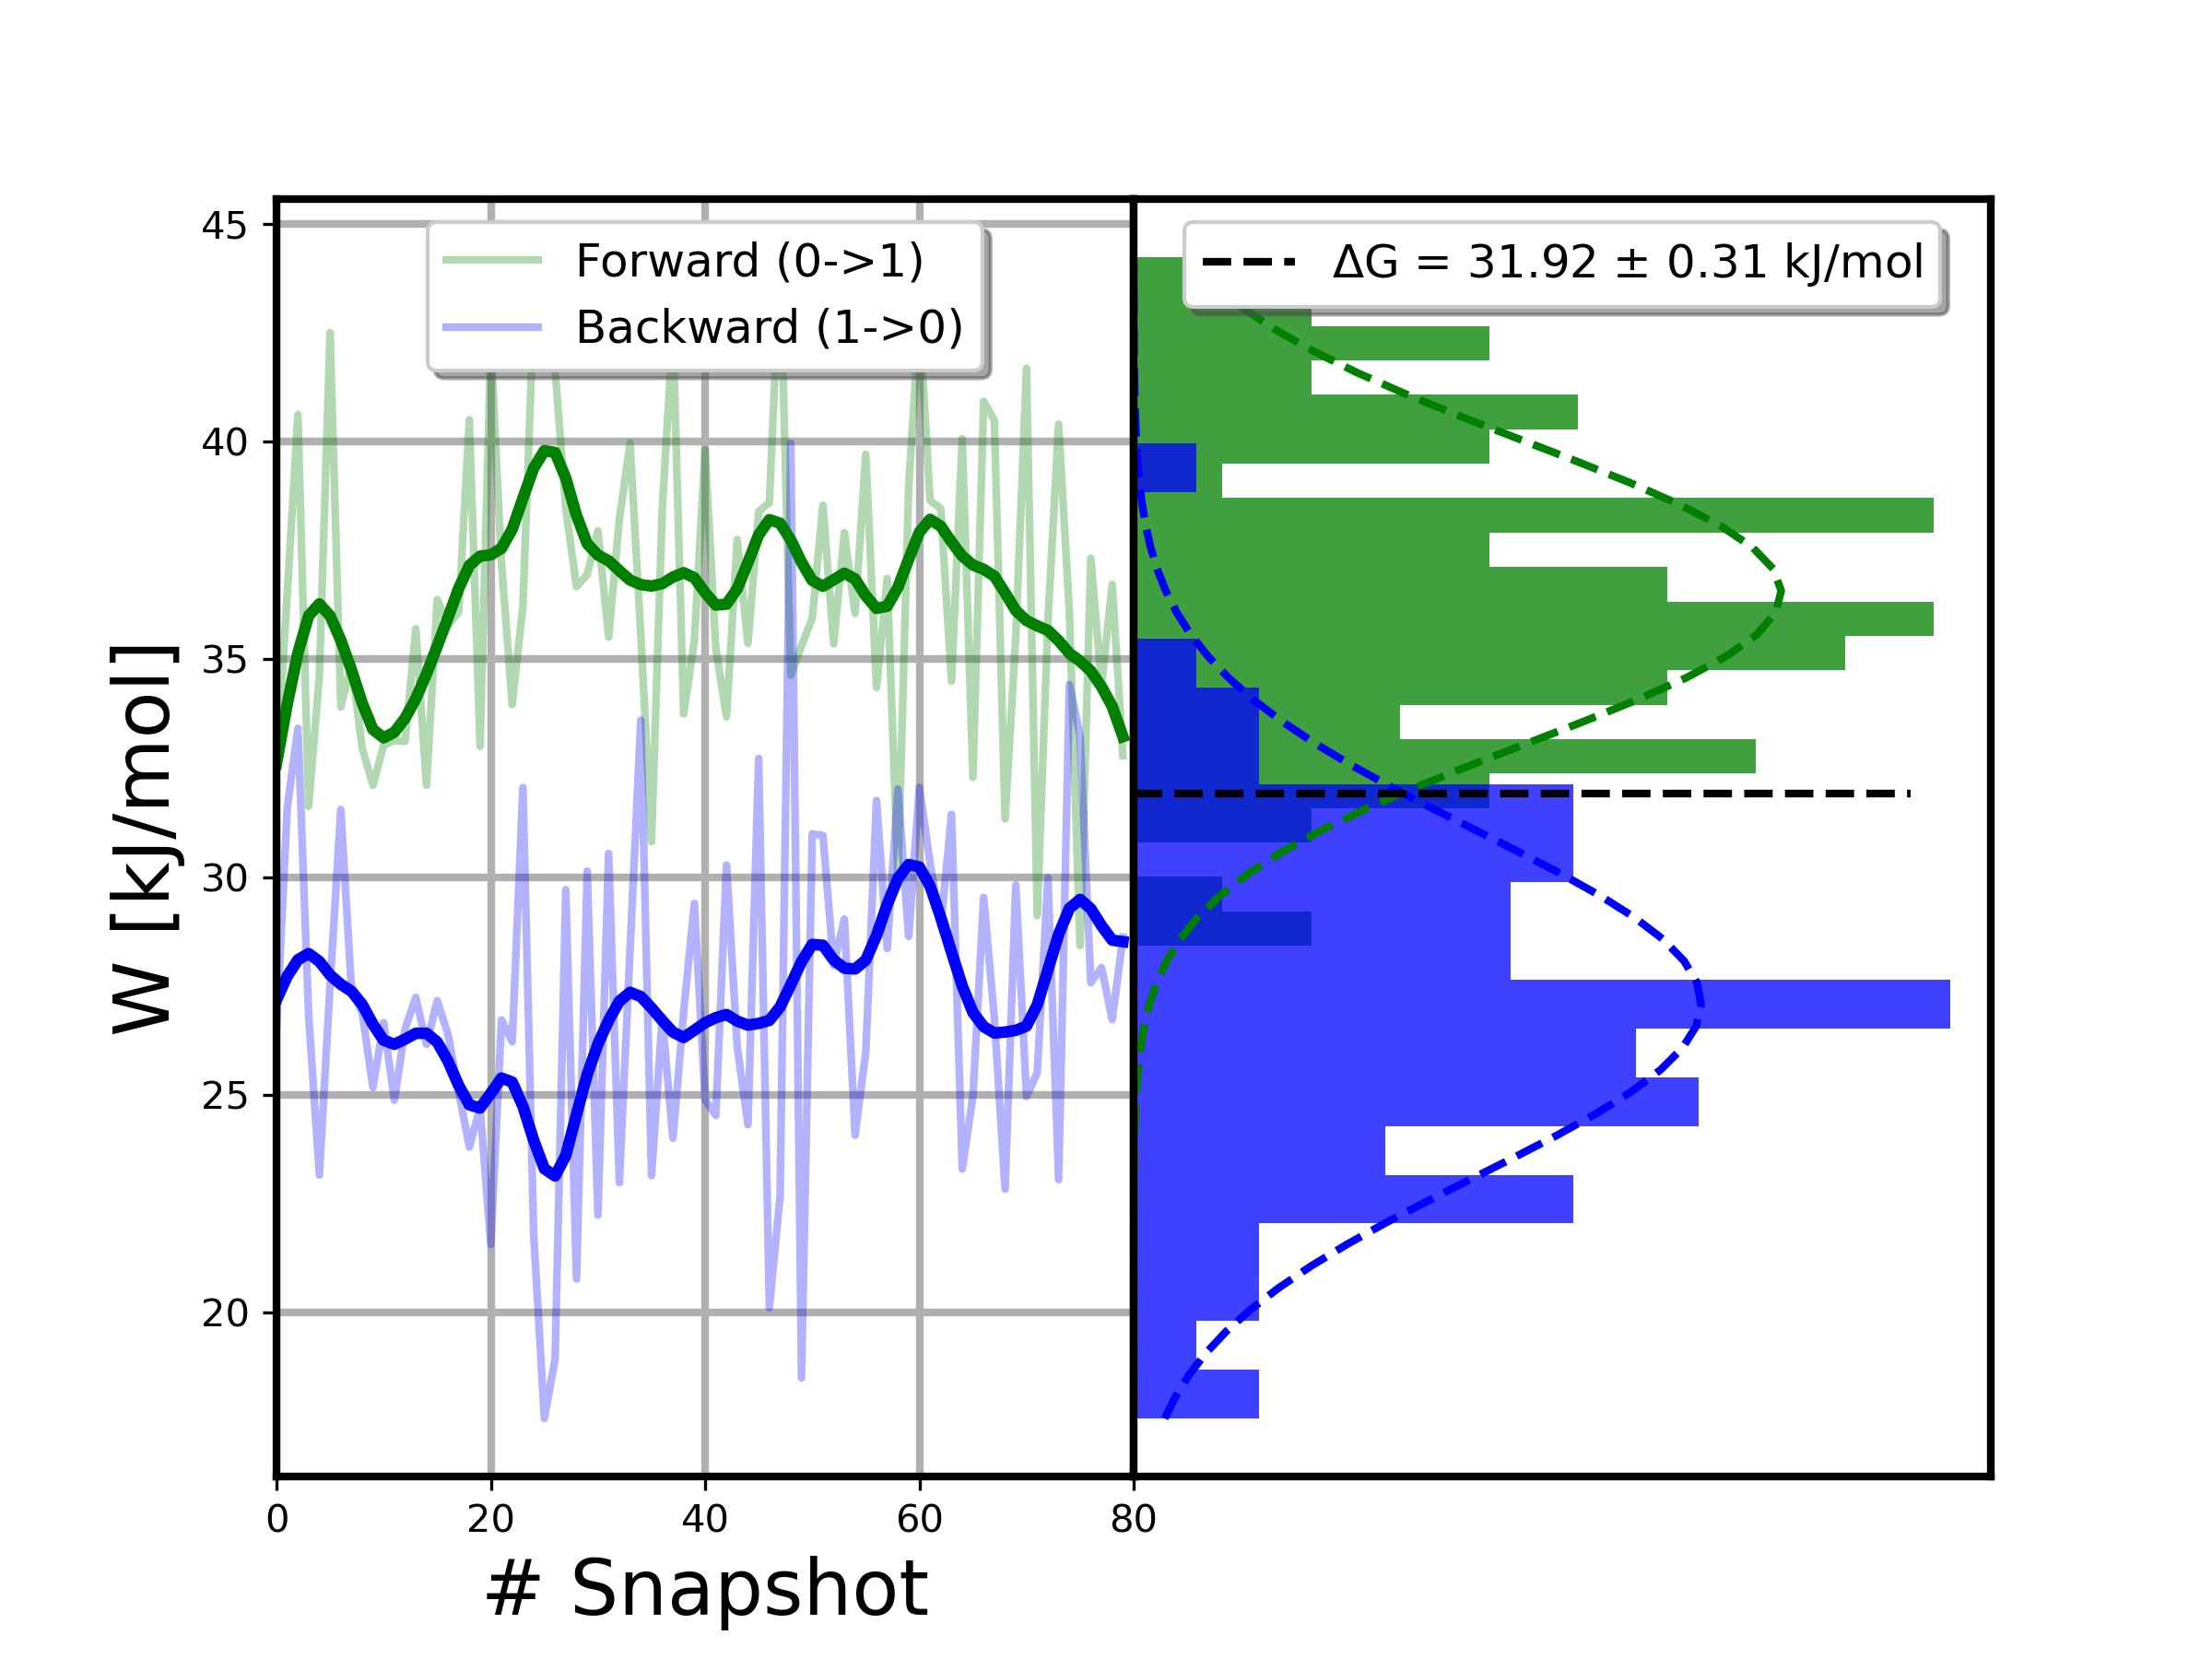 45
40
35
30
25
20
W [kJ/mol]
0
20
40
60
80
# Snapshot
Forward (0->1)
Backward (1->0)
ΔG = 31.92 ± 0.31 kJ/mol